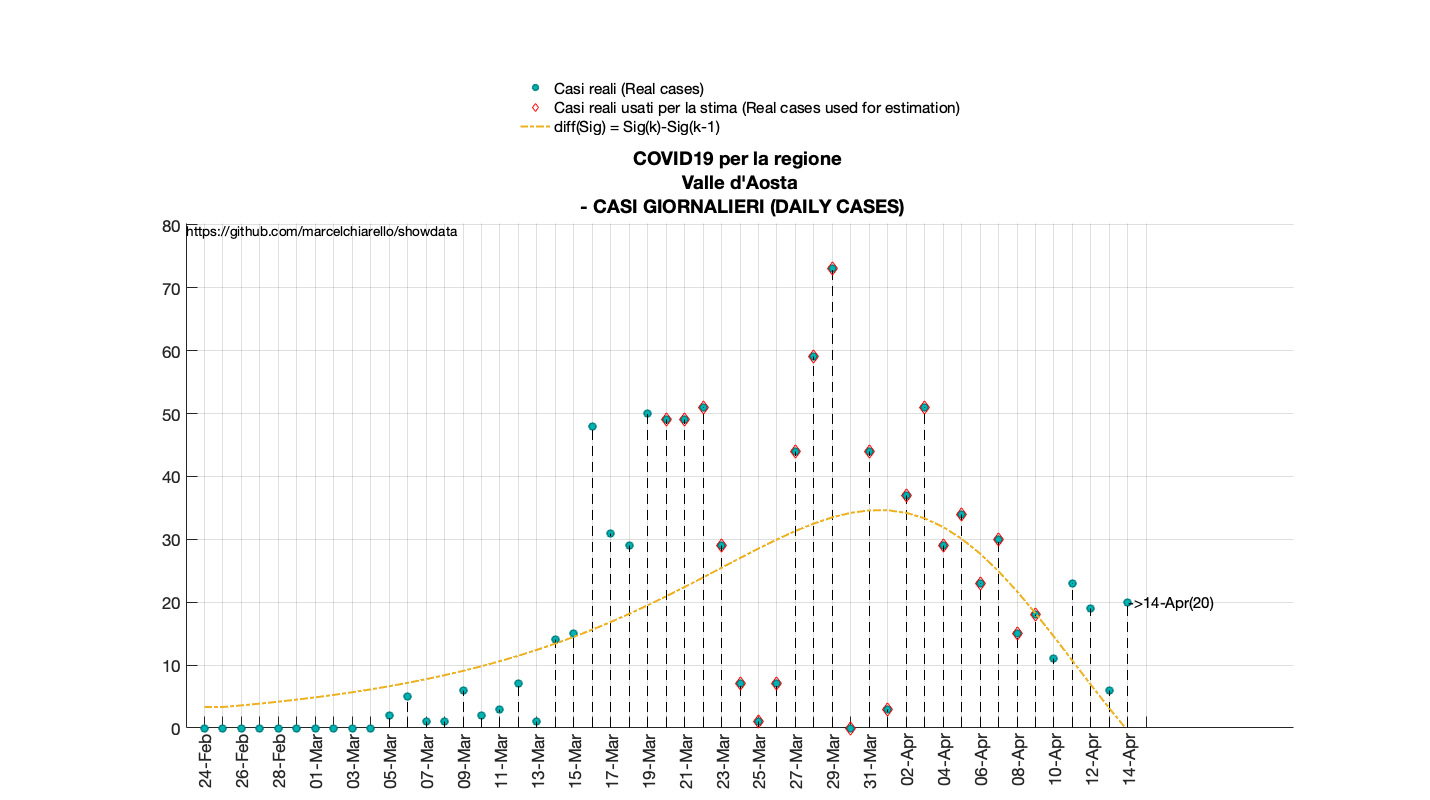 Casi reali (Real cases)
Casi reali usati per la stima (Real cases used for estimation)
diff(Sig) = Sig(k)-Sig(k-1)
COVID19 per la regione
Valle d'Aosta
- CASI GIORNALIERI (DAILY CASES)
https://github.com/marcelchiarello/showdata
80
70
60
50
40
30
20
10
0
->14-Apr(20)
24-Feb
26-Feb
28-Feb
01-Mar
03-Mar
05-Mar
07-Mar
09-Mar
11-Mar
13-Mar
15-Mar
17-Mar
19-Mar
21-Mar
23-Mar
25-Mar
27-Mar
29-Mar
31-Mar
02-Apr
04-Apr
06-Apr
08-Apr
10-Apr
12-Apr
14-Apr